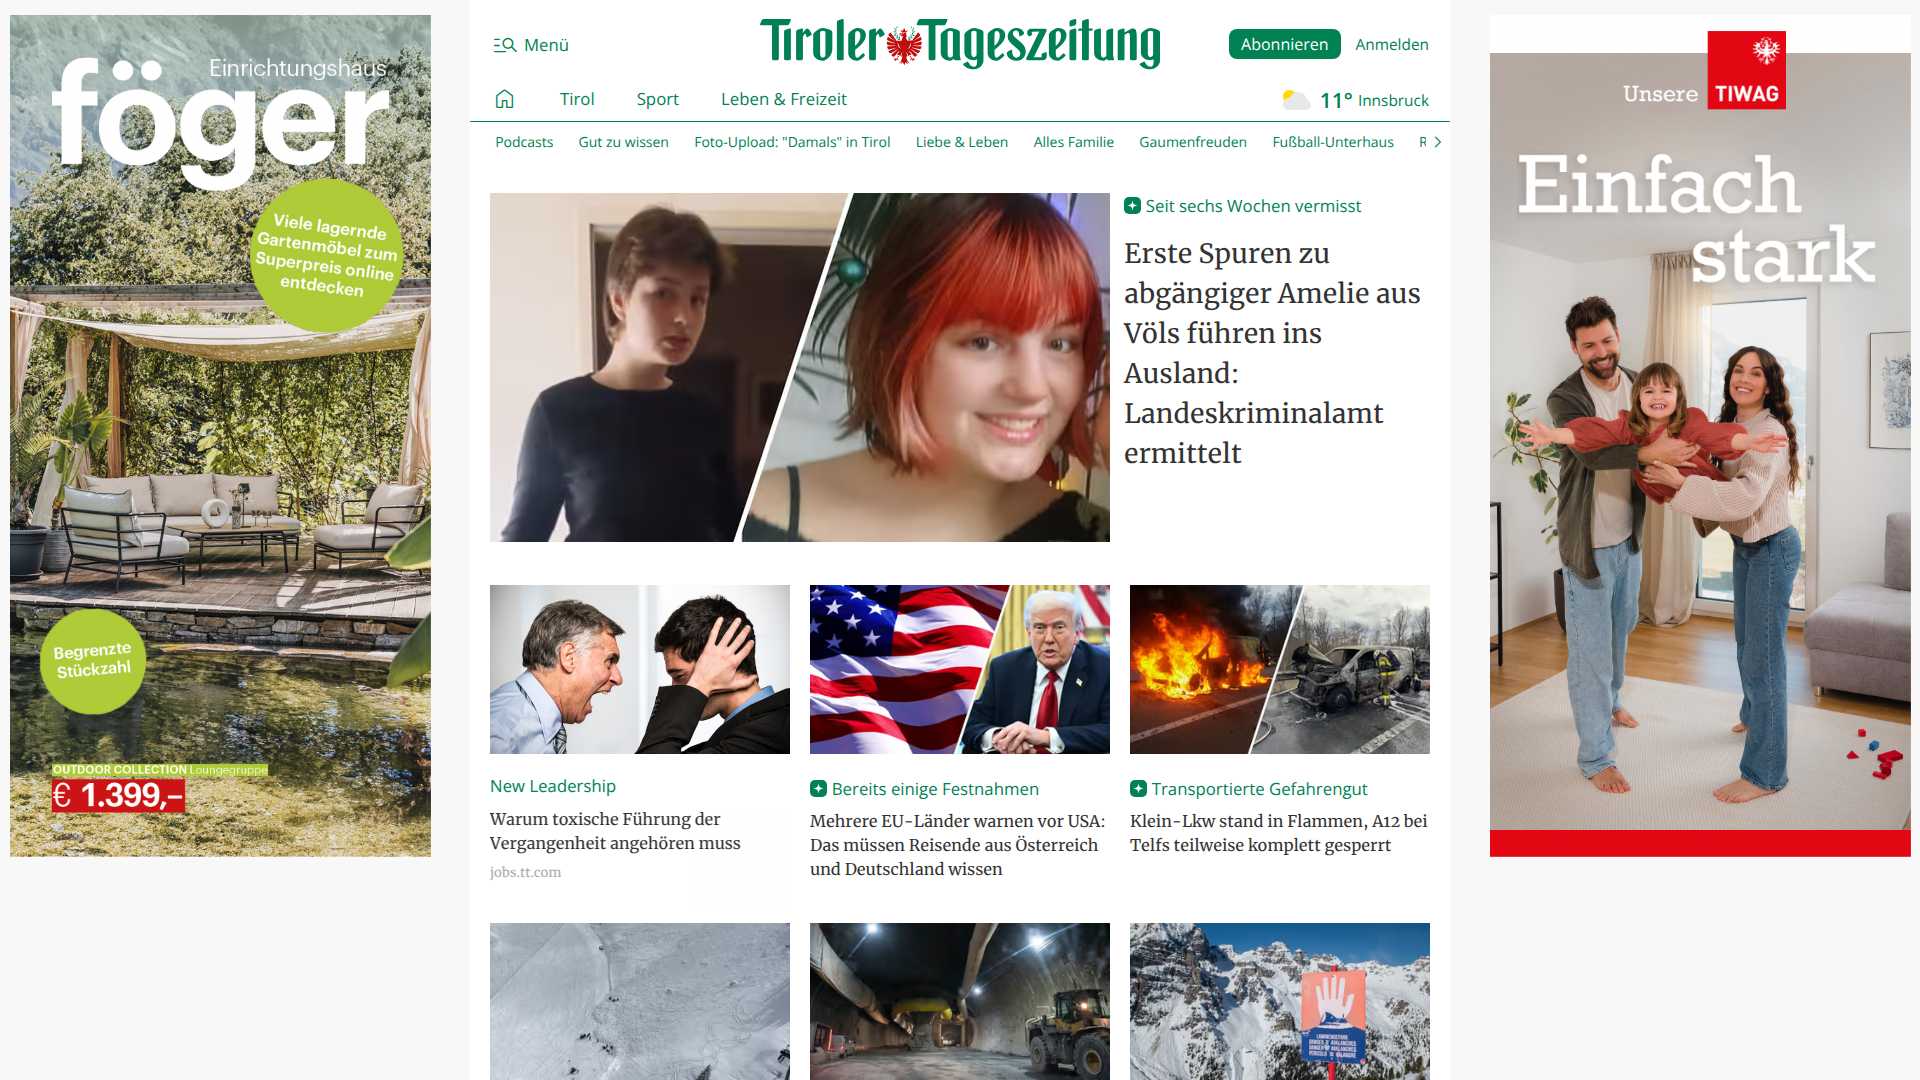 Einrichtungshaus
föger
Viele lagernde
Gartenmöbel zum
Superpreis online
entdecken
Begrenzte
Stückzahl
OUTDOOR COLLECTION Loungegruppe
€ 1.399,–
Menü
Tiroler Tageszeitung
Abonnieren
Anmelden
Tirol
Sport
Leben & Freizeit
11° Innsbruck
Podcasts
Gut zu wissen
Foto-Upload: "Damals" in Tirol
Liebe & Leben
Alles Familie
Gaumenfreuden
Fußball-Unterhaus
Seit sechs Wochen vermisst
Erste Spuren zu
abgängiger Amelie aus
Völs führen ins
Ausland:
Landeskriminalamt
ermittelt
New Leadership
Warum toxische Führung der
Vergangenheit angehören muss
jobs.tt.com
Bereits einige Festnahmen
Mehrere EU-Länder warnen vor USA:
Das müssen Reisende aus Österreich
und Deutschland wissen
Transportierte Gefahrengut
Klein-Lkw stand in Flammen, A12 bei
Telfs teilweise komplett gesperrt
Unsere TIWAG
Einfach
stark